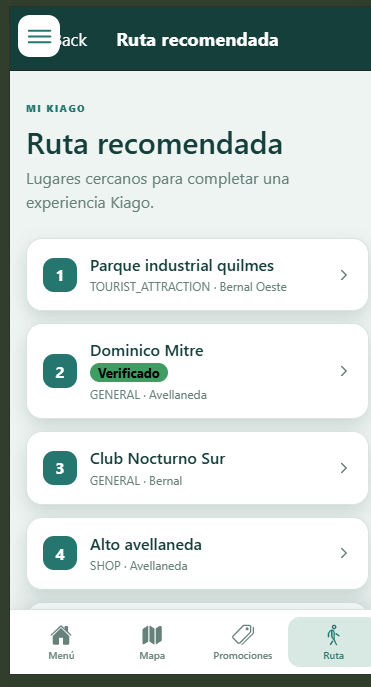 Back
Ruta recomendada
MI KIAGO
Ruta recomendada
Lugares cercanos para completar una
experiencia Kiago.
1
Parque industrial quilmes
TOURIST_ATTRACTION · Bernal Oeste
2
Dominico Mitre
Verificado
GENERAL · Avellaneda
3
Club Nocturno Sur
GENERAL · Bernal
4
Alto avellaneda
SHOP · Avellaneda
Menú
Mapa
Promociones
Ruta